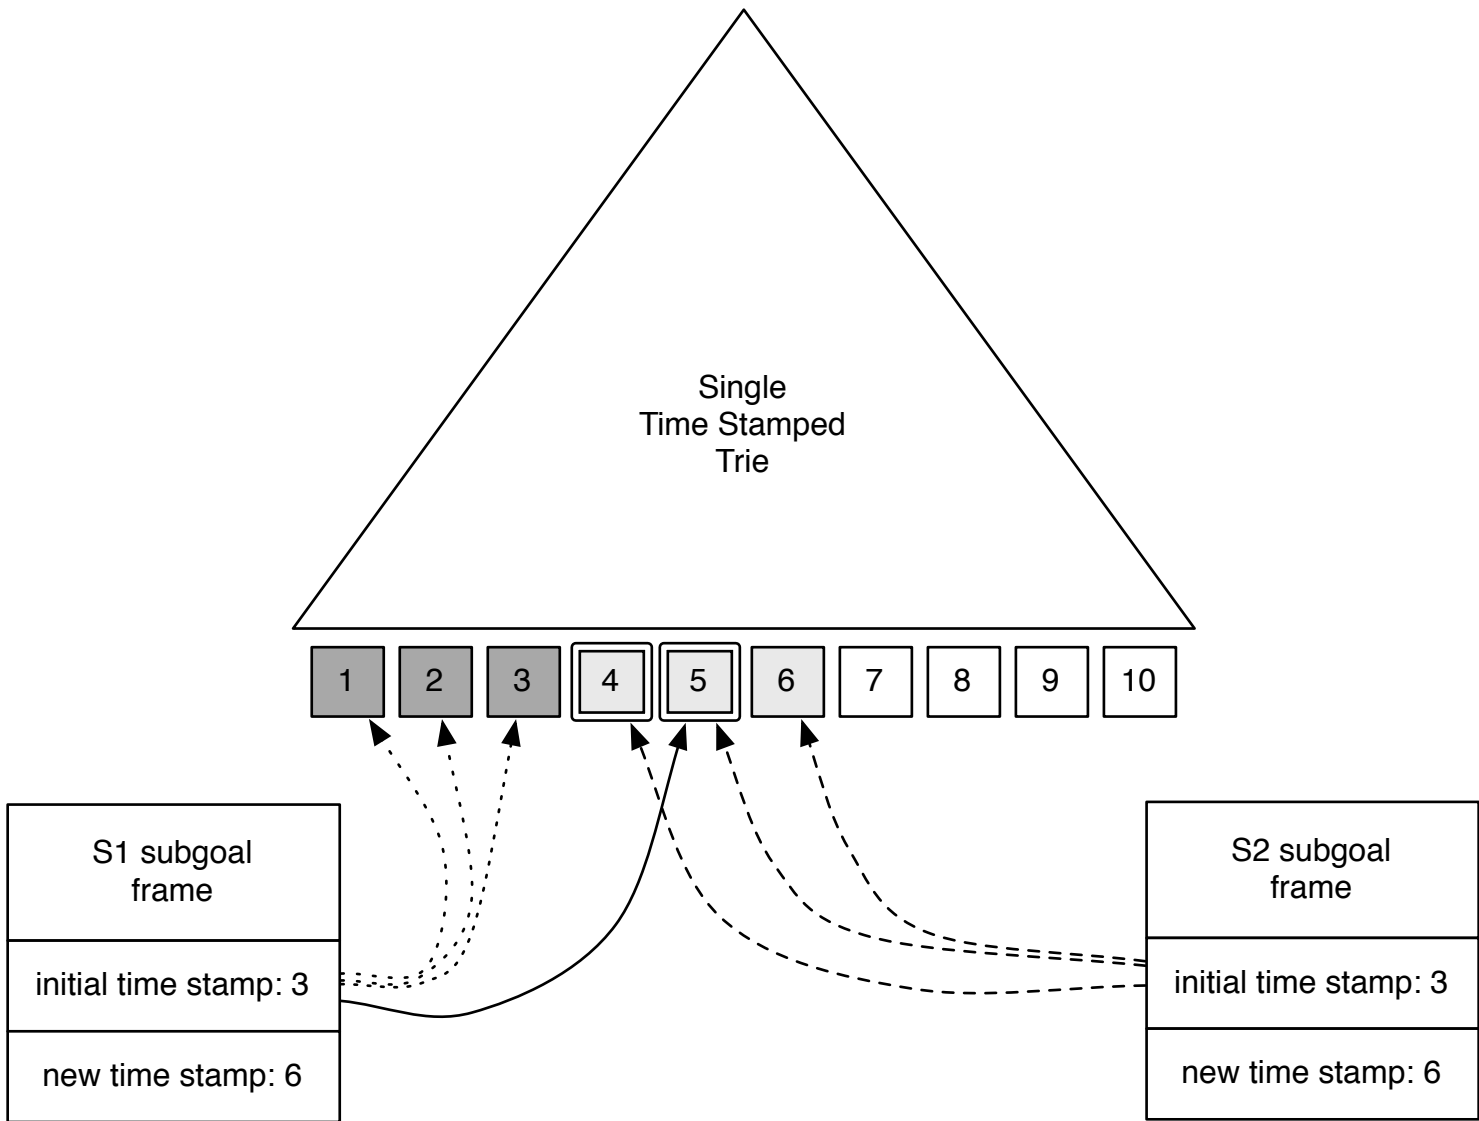 Single
Time Stamped
Trie
1 2 3 4 5 6 7 8 9 10
S1 subgoal
frame
initial time stamp: 3
new time stamp: 6
S2 subgoal
frame
initial time stamp: 3
new time stamp: 6